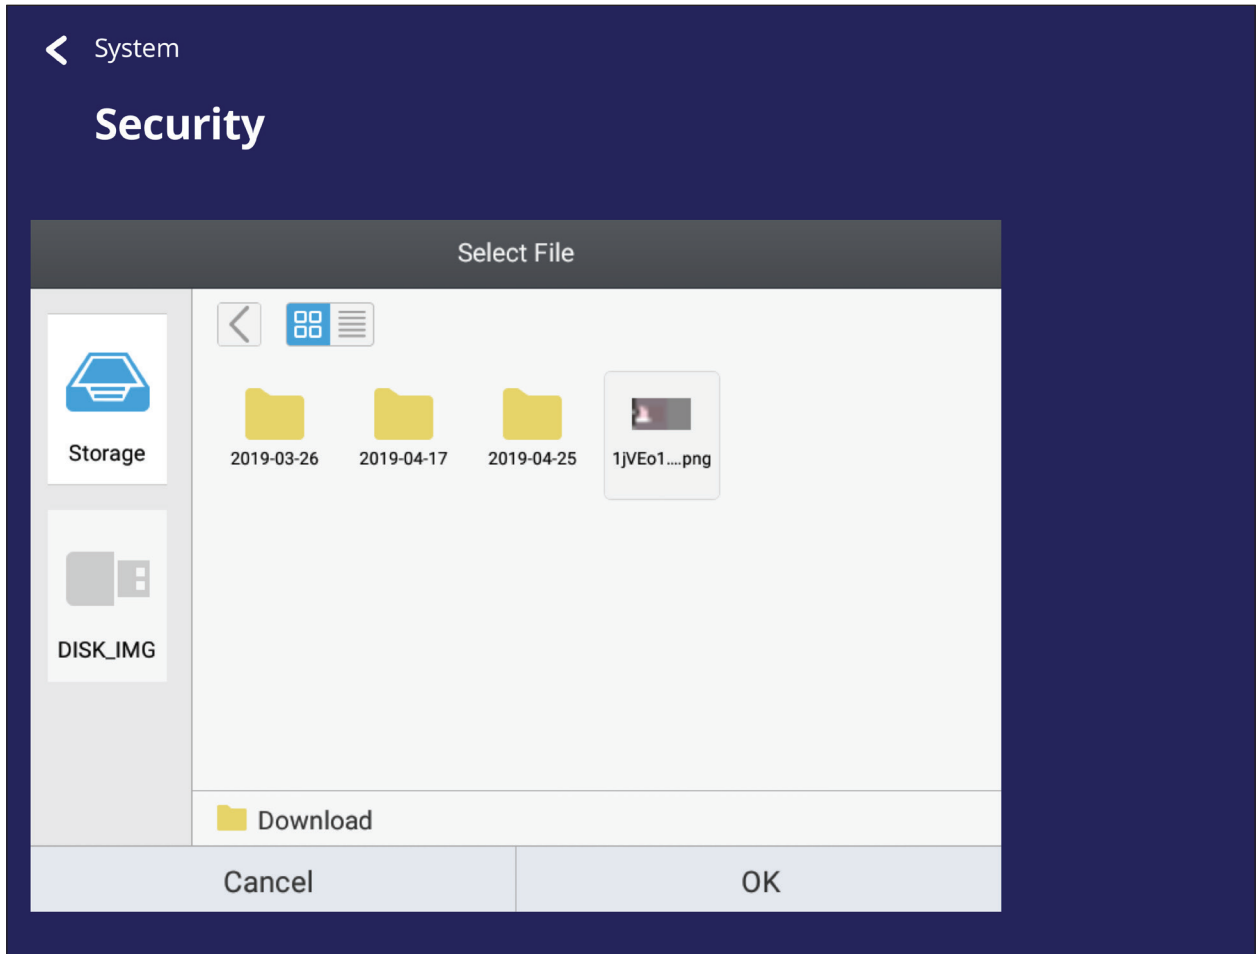 System
Security
Select File
Storage
DISK_IMG
2019-03-26
2019-04-17
2019-04-25
1jVEo1....png
Download
Cancel
OK